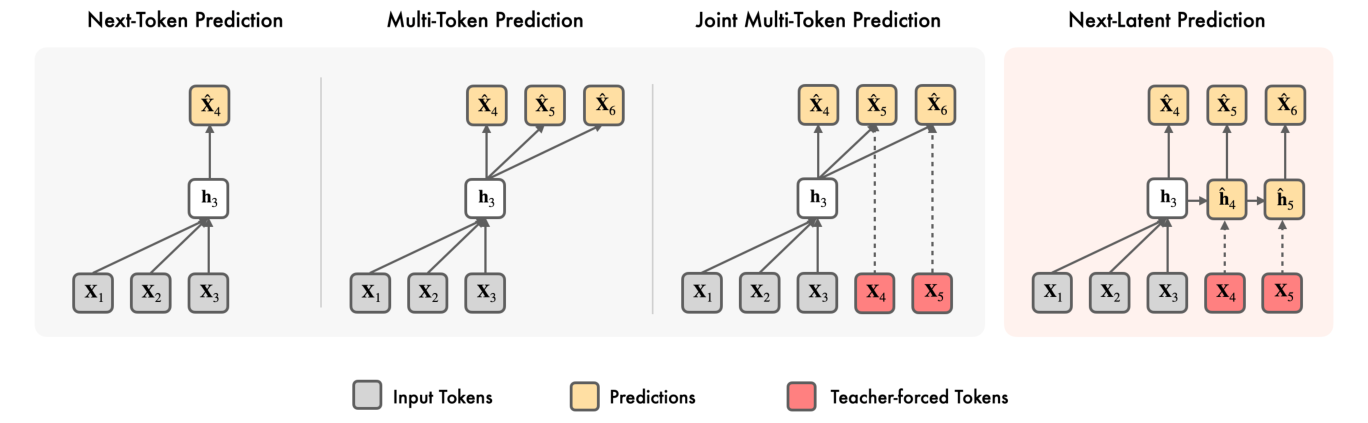 Next-Token Prediction
Multi-Token Prediction
Joint Multi-Token Prediction
Next-Latent Prediction
X̂₄
X̂₄ X̂₅ X̂₆
X̂₄ X̂₅ X̂₆
X̂₄ X̂₅ X̂₆
h₃
h₃
h₃
h₃ ĥ₄ ĥ₅
X₁ X₂ X₃
X₁ X₂ X₃
X₁ X₂ X₃ X₄ X₅
X₁ X₂ X₃ X₄ X₅
Input Tokens
Predictions
Teacher-forced Tokens